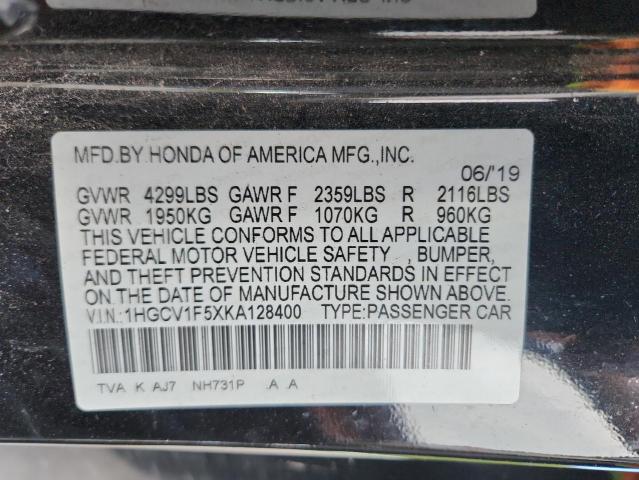 MFD.BY HONDA OF AMERICA MFG.,INC.
06/'19
GVWR 4299LBS GAWR F 2359LBS R 2116LBS
GVWR 1950KG GAWR F 1070KG R 960KG
THIS VEHICLE CONFORMS TO ALL APPLICABLE
FEDERAL MOTOR VEHICLE SAFETY , BUMPER,
AND THEFT PREVENTION STANDARDS IN EFFECT
ON THE DATE OF MANUFACTURE SHOWN ABOVE.
V.I.N.:1HGCV1F5XKA128400 TYPE:PASSENGER CAR
TVA K AJ7 NH731P .A .A